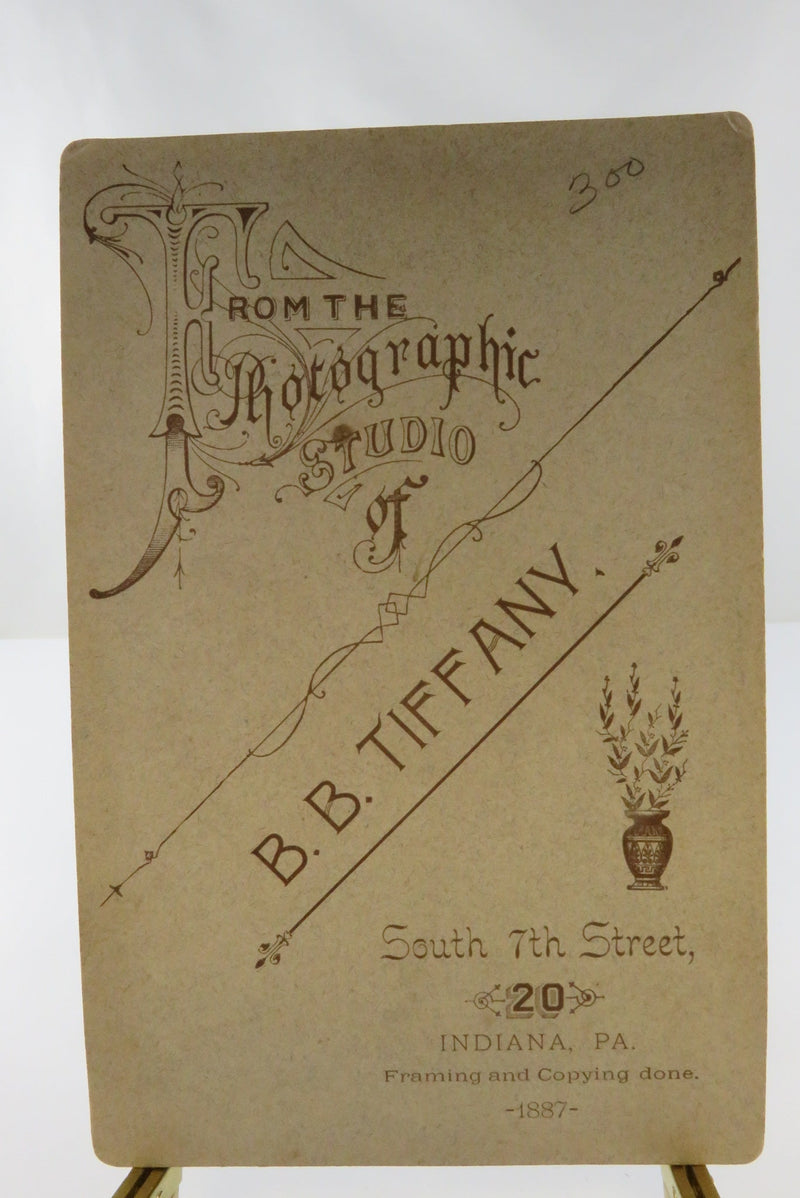 300
FROM THE
Photographic
STUDIO
of
B. B. TIFFANY.
South 7th Street,
20
INDIANA, PA.
Framing and Copying done.
-1887-